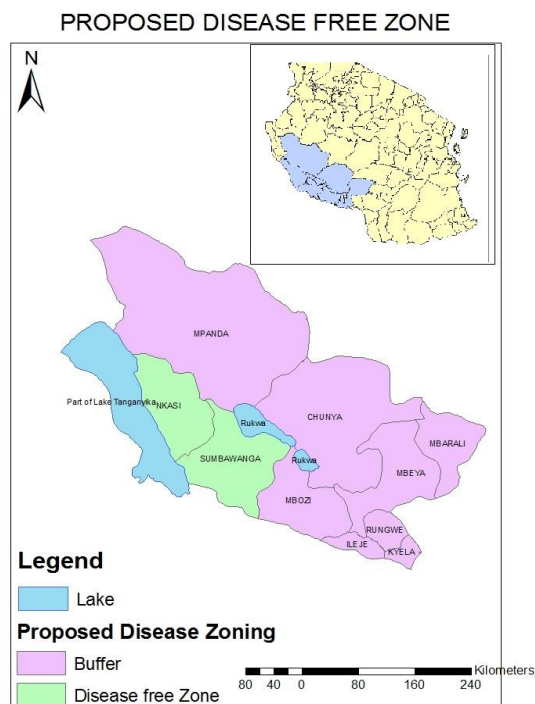 PROPOSED DISEASE FREE ZONE
N
MPANDA
Part of Lake Tanganyika
NKASI
Rukwa
CHUNYA
MBARALI
SUMBAWANGA
Rukwa
MBEYA
MBOZI
RUNGWE
ILEJE
KYELA
Legend
Lake
Proposed Disease Zoning
Buffer
Disease free Zone
Kilometers
80 40 0 80 160 240